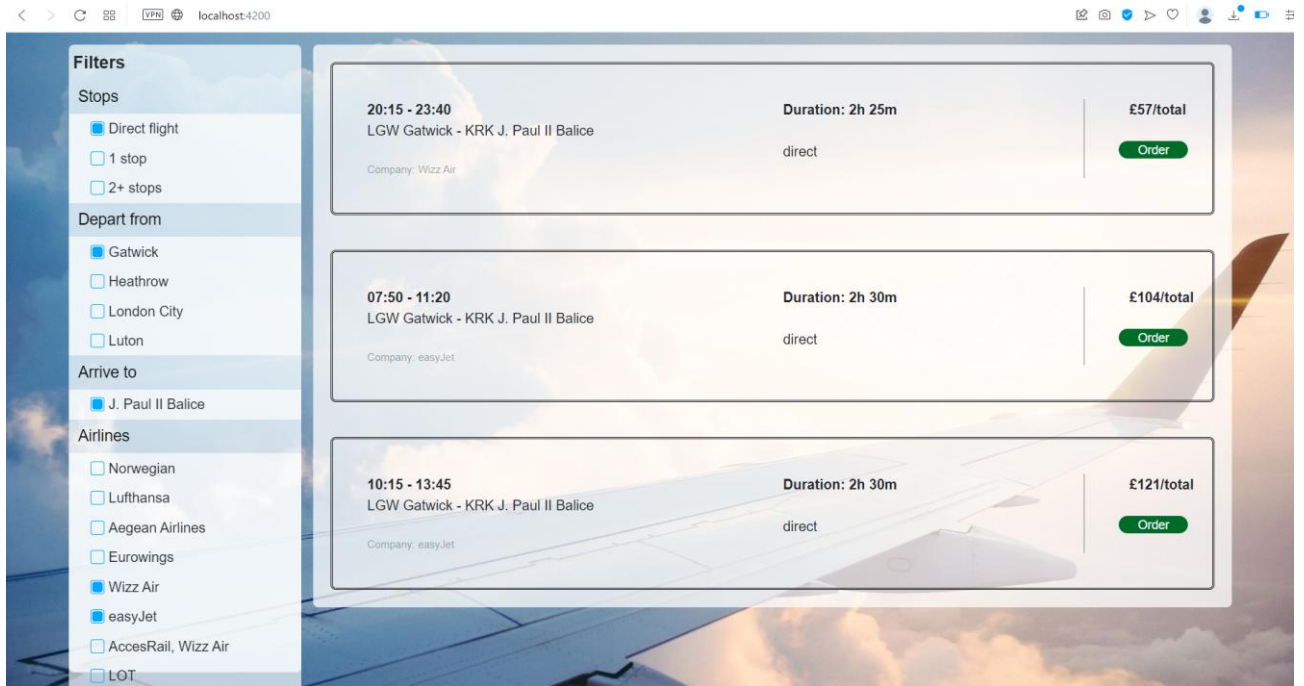 VPN
localhost:4200
Filters
Stops
Direct flight
1 stop
2+ stops
Depart from
Gatwick
Heathrow
London City
Luton
Arrive to
J. Paul II Balice
Airlines
Norwegian
Lufthansa
Aegean Airlines
Eurowings
Wizz Air
easyJet
AccesRail, Wizz Air
LOT
20:15 - 23:40
LGW Gatwick - KRK J. Paul II Balice
Company: Wizz Air
Duration: 2h 25m
direct
£57/total
Order
07:50 - 11:20
LGW Gatwick - KRK J. Paul II Balice
Company: easyJet
Duration: 2h 30m
direct
£104/total
Order
10:15 - 13:45
LGW Gatwick - KRK J. Paul II Balice
Company: easyJet
Duration: 2h 30m
direct
£121/total
Order